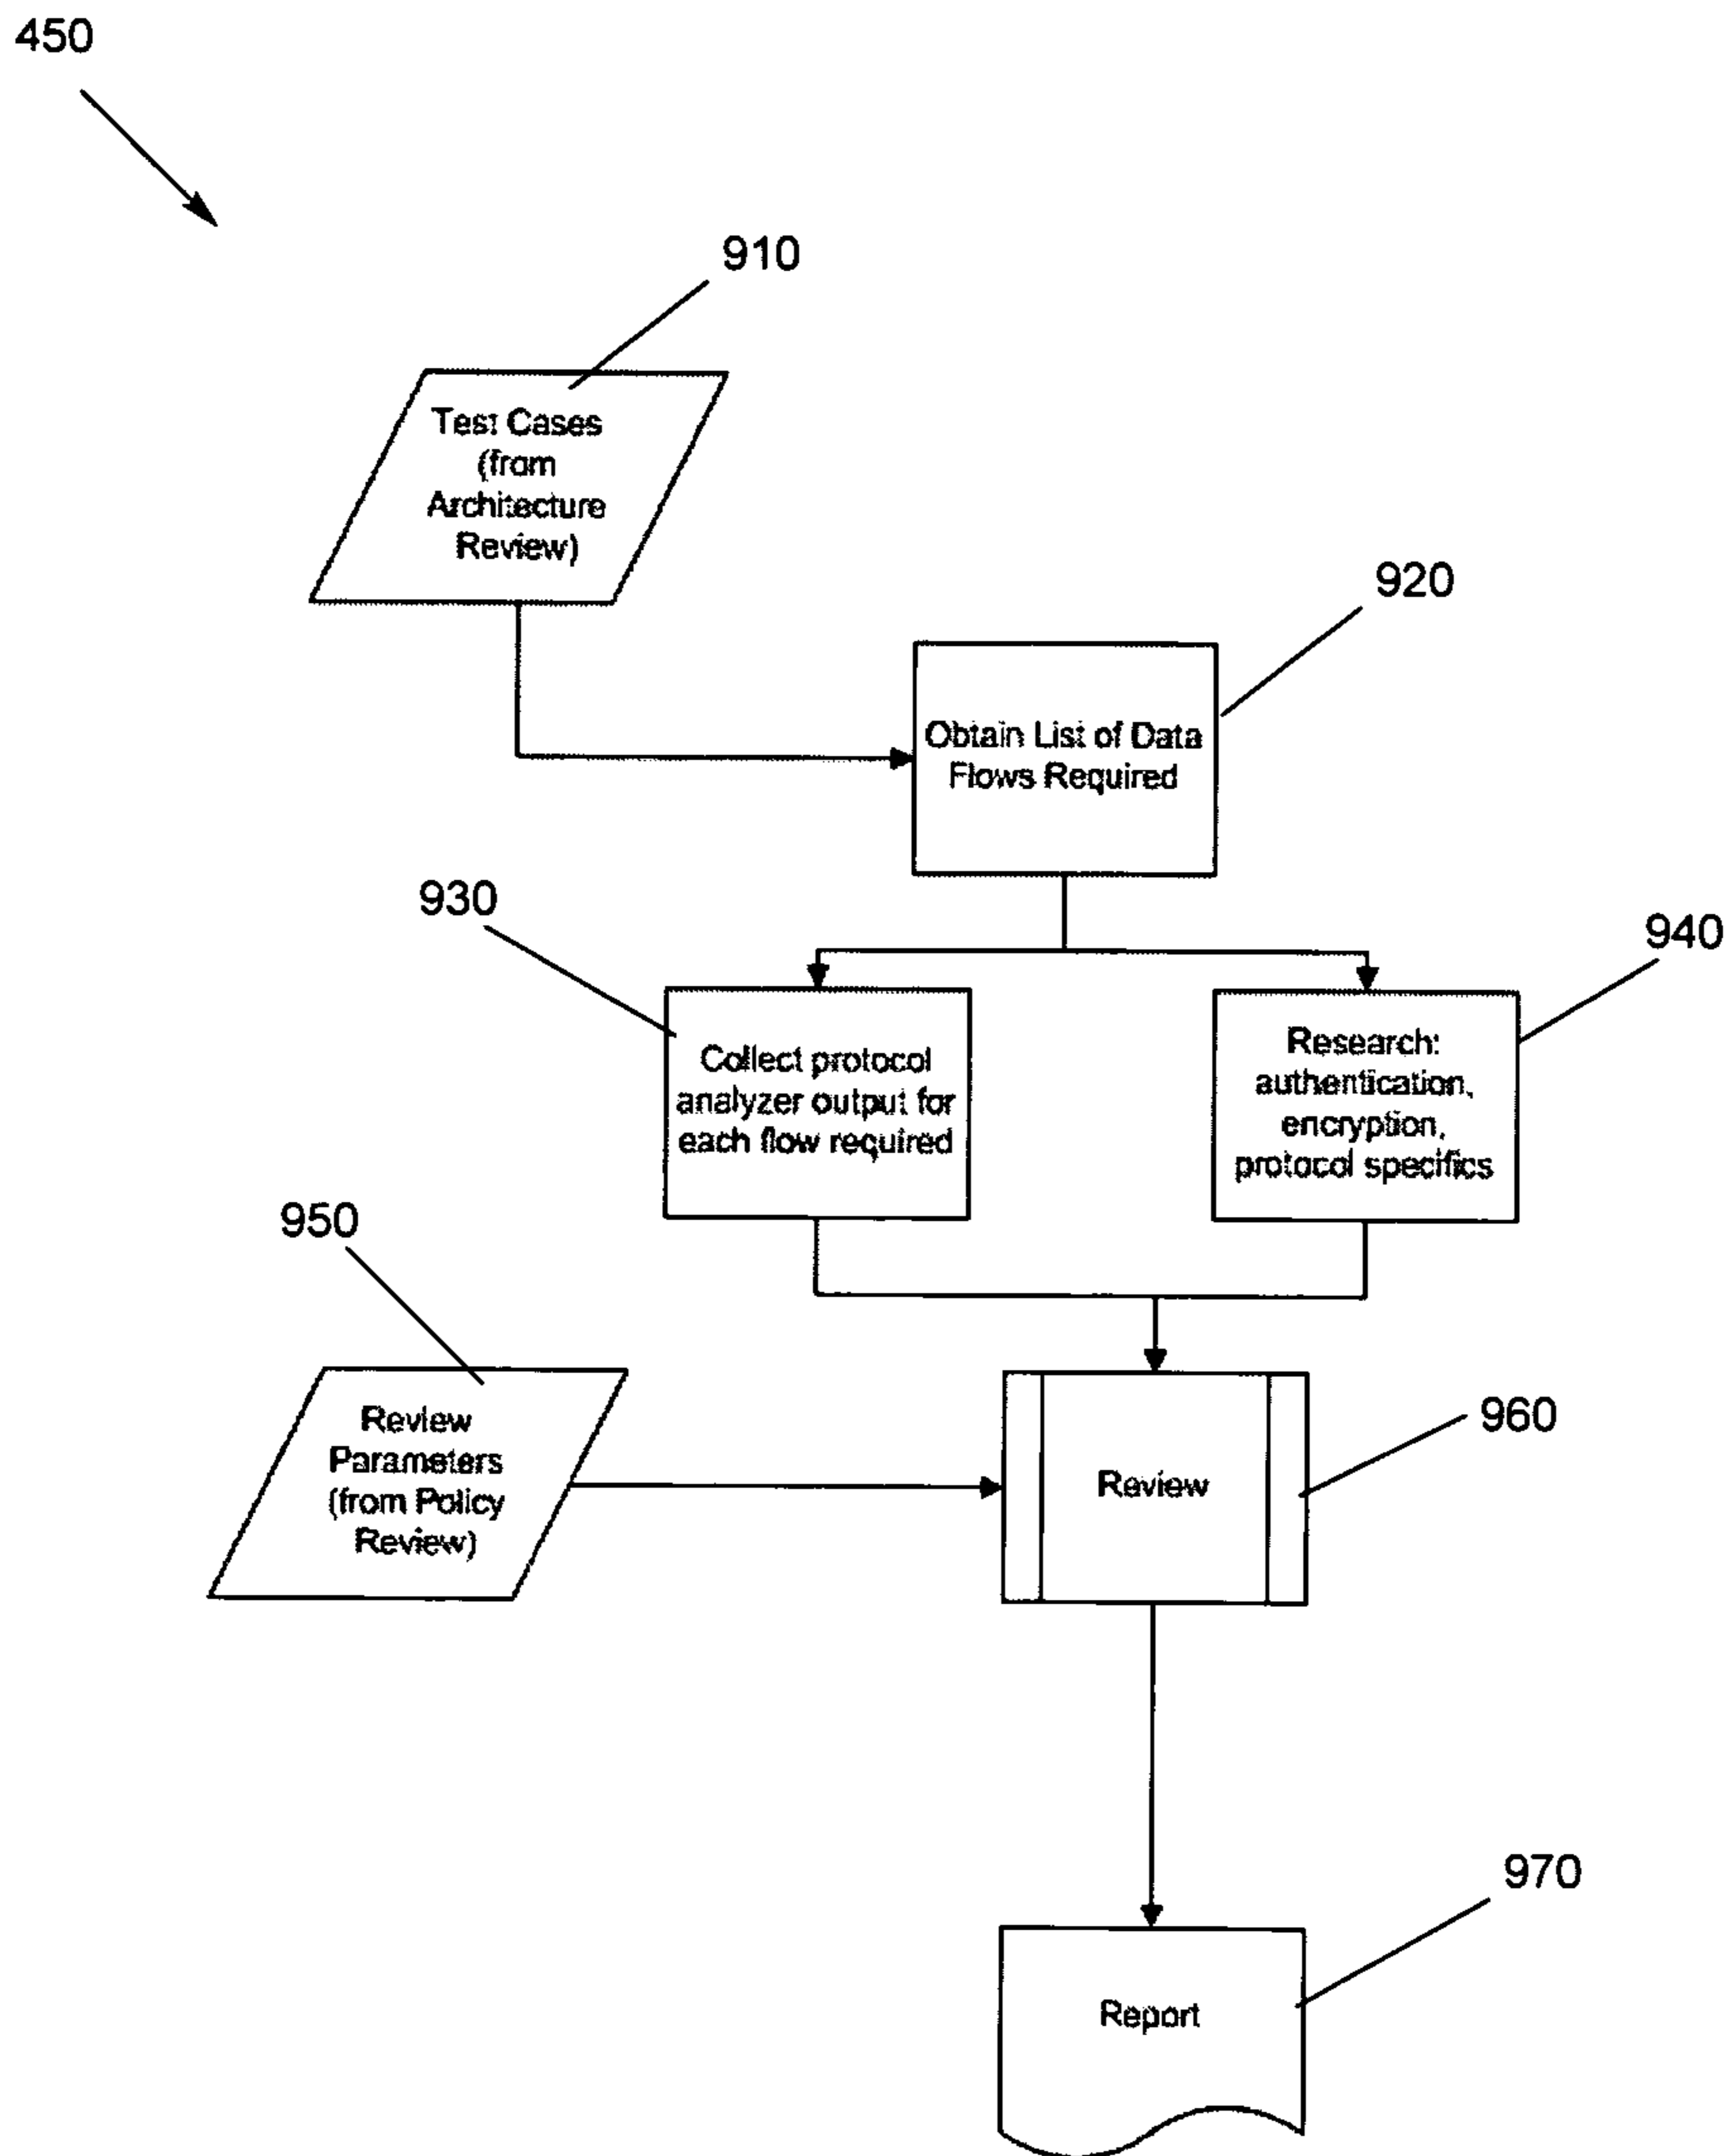 450
910
Test Cases
(from
Architecture
Review)
920
Obtain List of Data
Flows Required
930
Collect protocol
analyzer output for
each flow required
940
Research:
authentication,
encryption,
protocol specifics
950
Review
Parameters
(from Policy
Review)
960
Review
970
Report